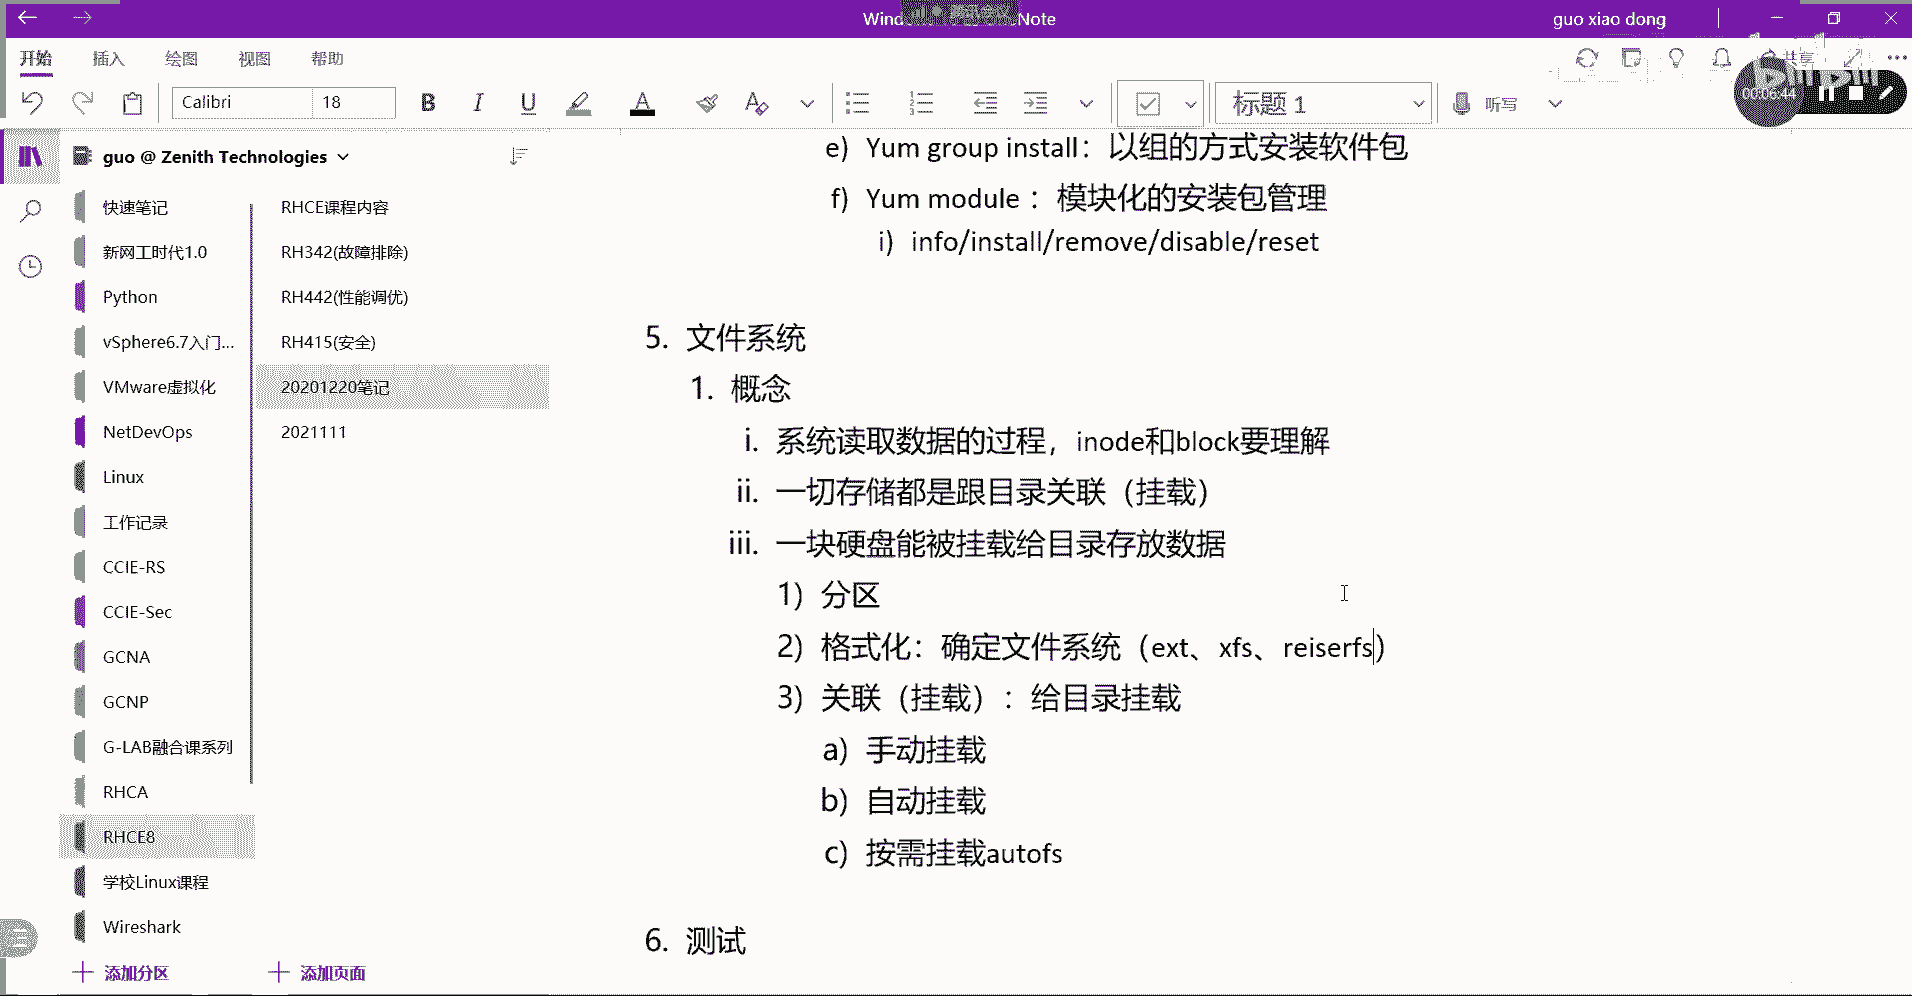 guo xiao dong
开始 插入 绘图 视图 帮助
共享
00:06:44
Calibri 18 B I U A 标题 1 听写
guo @ Zenith Technologies
快速笔记
新网工时代1.0
Python
vSphere6.7入门...
VMware虚拟化
NetDevOps
Linux
工作记录
CCIE-RS
CCIE-Sec
GCNA
GCNP
G-LAB融合课系列
RHCA
RHCE8
学校Linux课程
Wireshark
添加分区
RHCE课程内容
RH342(故障排除)
RH442(性能调优)
RH415(安全)
20201220笔记
2021111
添加页面
e) Yum group install：以组的方式安装软件包
f) Yum module ：模块化的安装包管理
i) info/install/remove/disable/reset
5. 文件系统
1. 概念
i. 系统读取数据的过程，inode和block要理解
ii. 一切存储都是跟目录关联（挂载）
iii. 一块硬盘能被挂载给目录存放数据
1) 分区
2) 格式化：确定文件系统（ext、xfs、reiserfs）
3) 关联（挂载）：给目录挂载
a) 手动挂载
b) 自动挂载
c) 按需挂载autofs
6. 测试